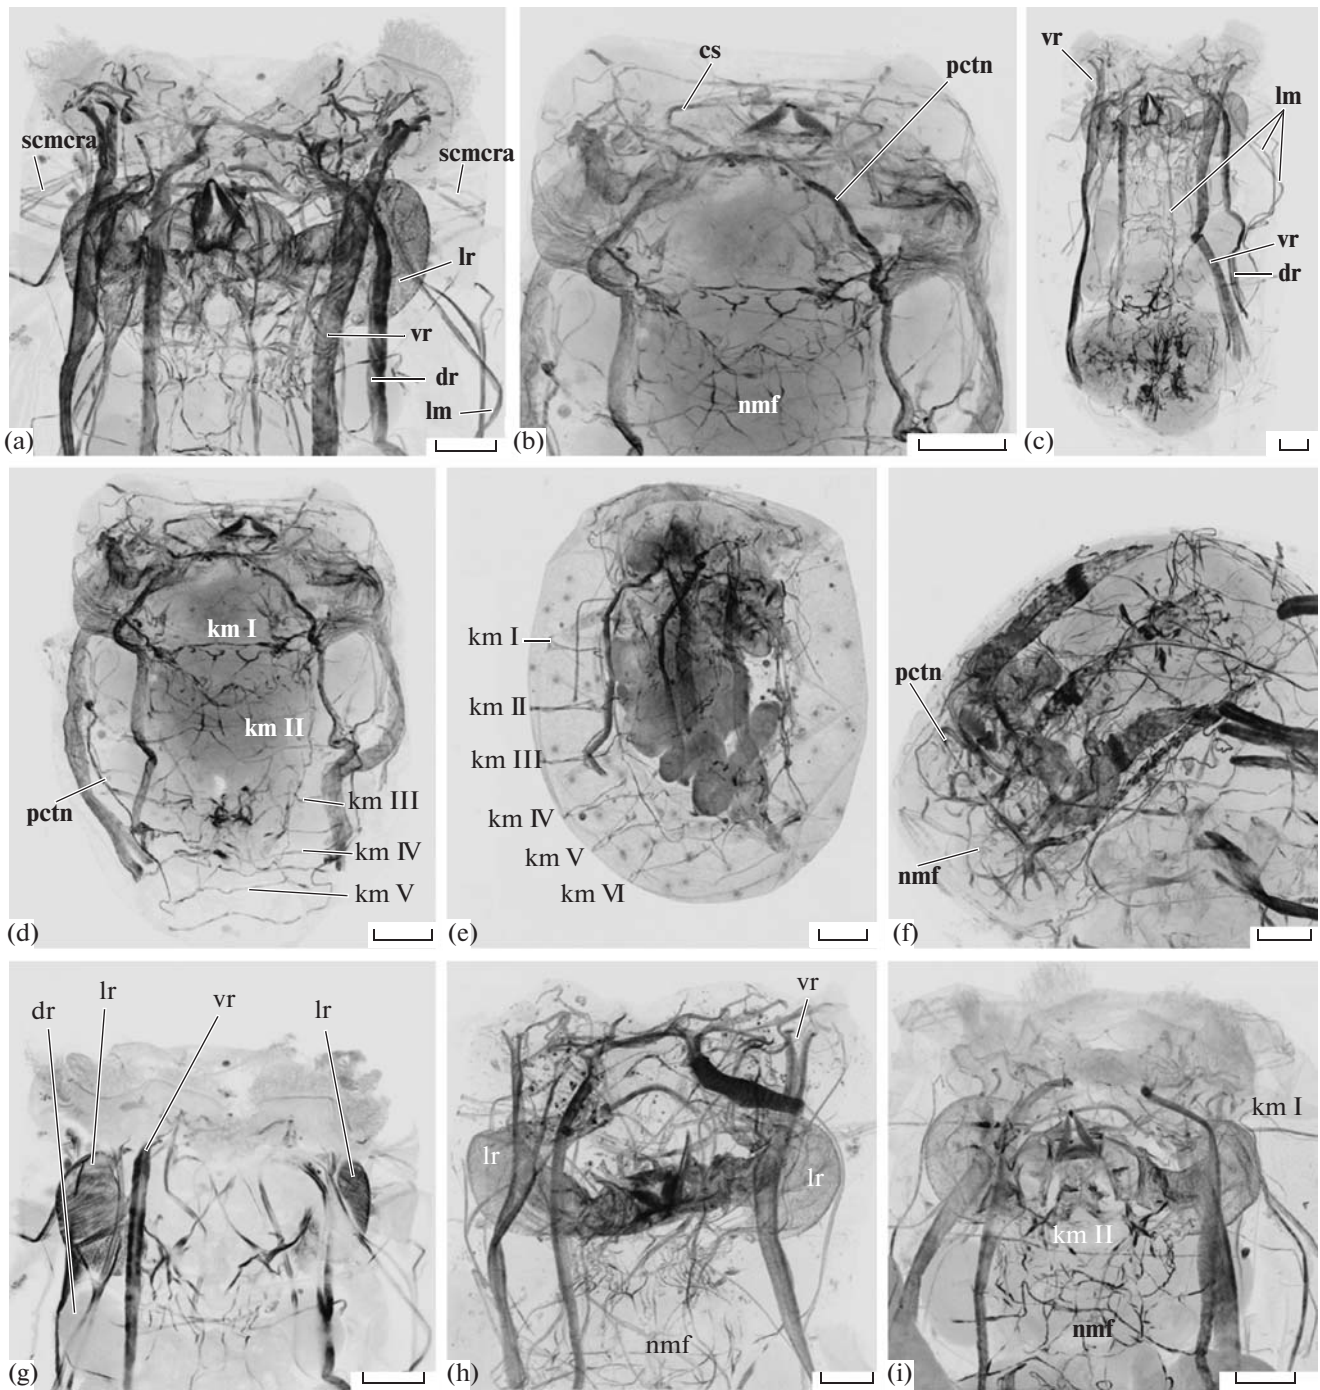 scmcra
scmcra
lr
vr
dr
lm
(a)
cs
pctn
nmf
(b)
vr
lm
vr
dr
(c)
km I
km II
pctn
km III
km IV
km V
(d)
km I
km II
km III
km IV
km V
km VI
(e)
pctn
nmf
(f)
dr
lr
vr
lr
(g)
vr
lr
lr
nmf
(h)
km I
km II
nmf
(i)